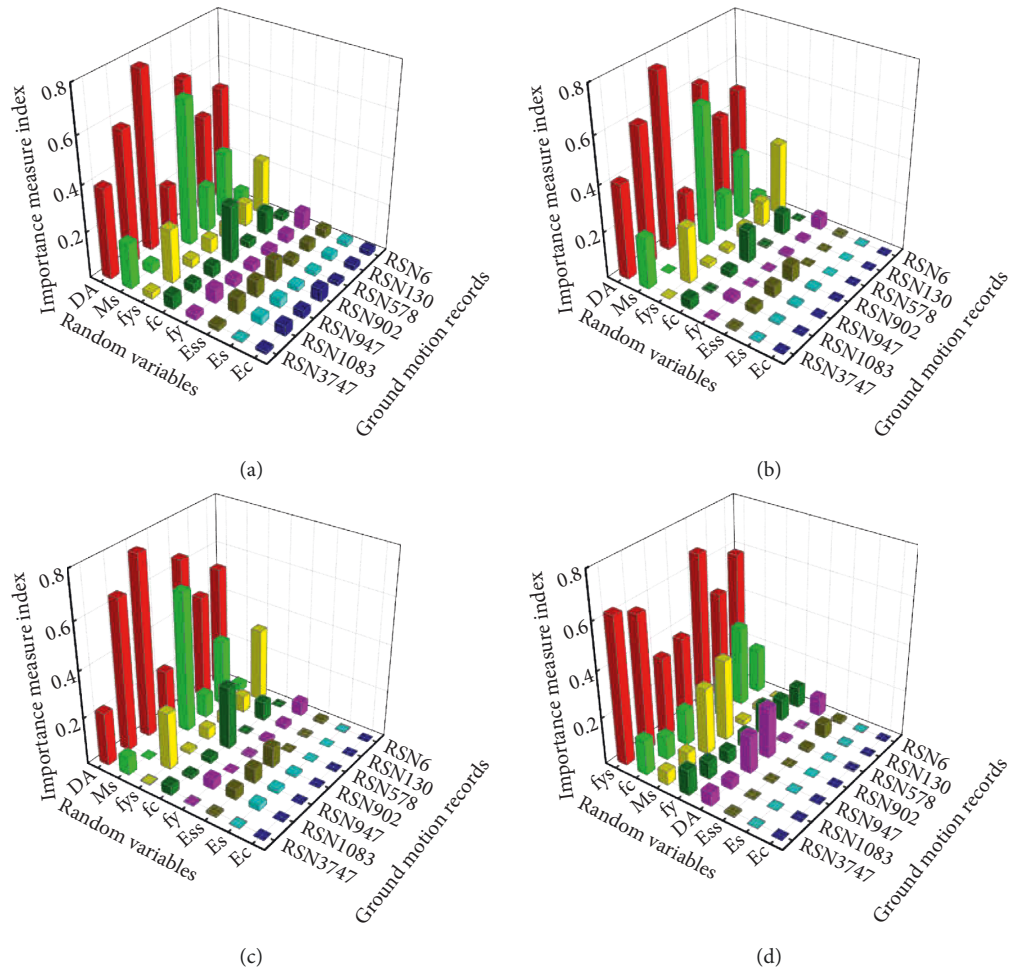 0.8
0.6
0.4
0.2
Importance measure index
DA
Ms
fys
fc
fy
Ess
Es
Ec
Random variables
RSN6
RSN130
RSN578
RSN902
RSN947
RSN1083
RSN3747
Ground motion records
(a)
0.8
0.6
0.4
0.2
Importance measure index
DA
Ms
fys
fc
fy
Ess
Es
Ec
Random variables
RSN6
RSN130
RSN578
RSN902
RSN947
RSN1083
RSN3747
Ground motion records
(b)
0.8
0.6
0.4
0.2
Importance measure index
DA
Ms
fys
fc
fy
Ess
Es
Ec
Random variables
RSN6
RSN130
RSN578
RSN902
RSN947
RSN1083
RSN3747
Ground motion records
(c)
0.8
0.6
0.4
0.2
Importance measure index
fys
fc
Ms
fy
DA
Ess
Es
Ec
Random variables
RSN6
RSN130
RSN578
RSN902
RSN947
RSN1083
RSN3747
Ground motion records
(d)